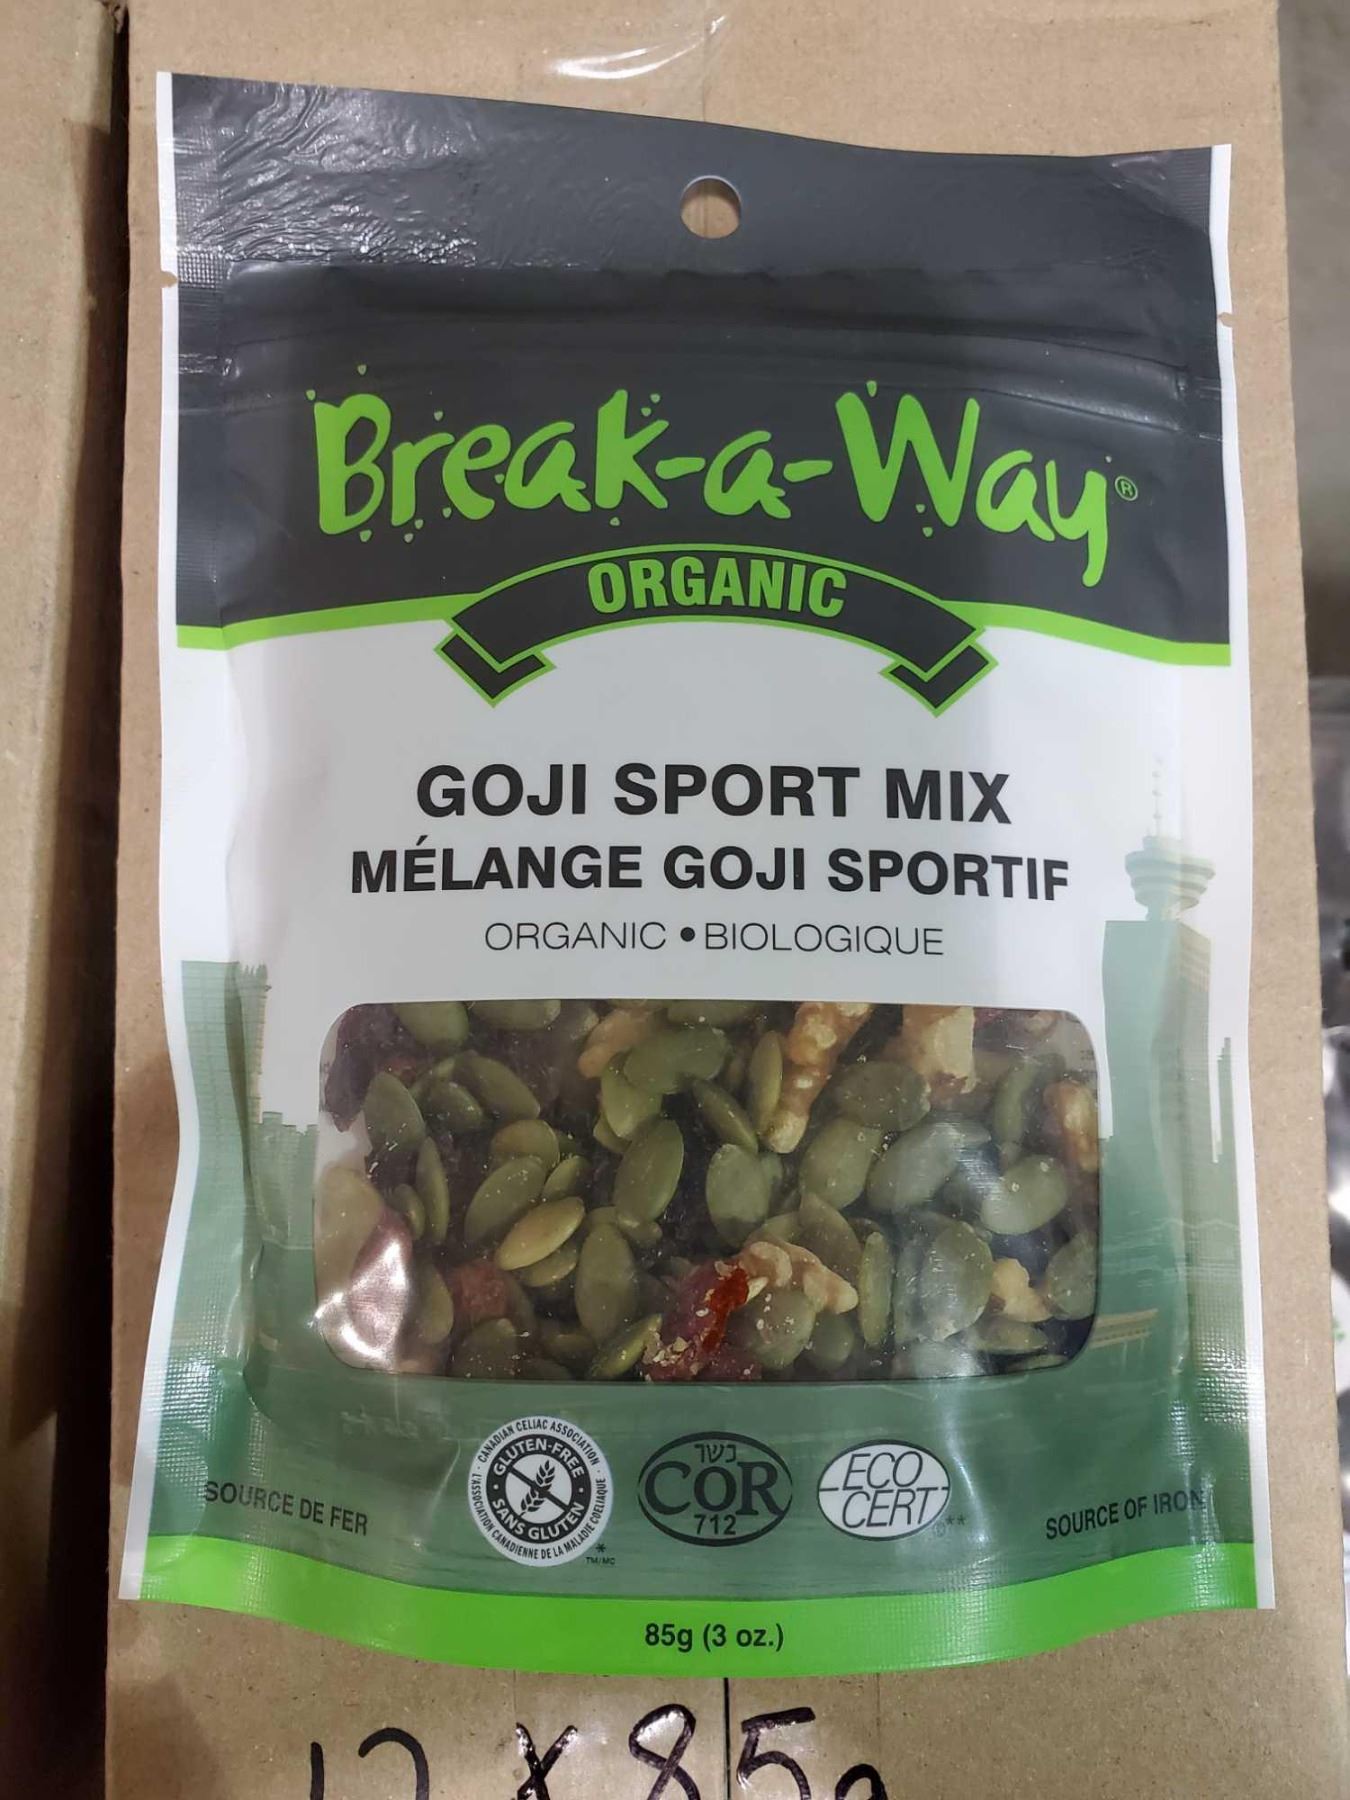 Break-a-Way®
ORGANIC
GOJI SPORT MIX
MÉLANGE GOJI SPORTIF
ORGANIC • BIOLOGIQUE
SOURCE DE FER
CANADIAN CELIAC ASSOCIATION
GLUTEN-FREE
SANS GLUTEN
L'ASSOCIATION CANADIENNE DE LA MALADIE COELIAQUE
*
TM/MC
כשר
COR
712
ECO
CERT
©**
SOURCE OF IRON
85g (3 oz.)
12 x 85g